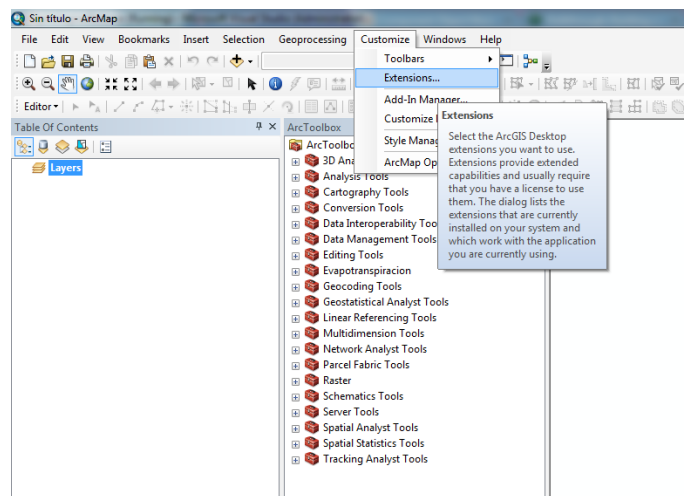 Sin título - ArcMap
File Edit View Bookmarks Insert Selection Geoprocessing Customize Windows Help
Toolbars
Extensions...
Editor
Add-In Manager...
Customize
Extensions
Table Of Contents
ArcToolbox
Select the ArcGIS Desktop
extensions you want to use.
Extensions provide extended
capabilities and usually require
that you have a license to use
them. The dialog lists the
extensions that are currently
installed on your system and
which work with the application
you are currently using.
Style Manag
ArcMap Op
Layers
ArcToolbo
3D Ana
Analysis Tools
Cartography Tools
Conversion Tools
Data Interoperability Too
Data Management Tools
Editing Tools
Evapotranspiracion
Geocoding Tools
Geostatistical Analyst Tools
Linear Referencing Tools
Multidimension Tools
Network Analyst Tools
Parcel Fabric Tools
Raster
Schematics Tools
Server Tools
Spatial Analyst Tools
Spatial Statistics Tools
Tracking Analyst Tools